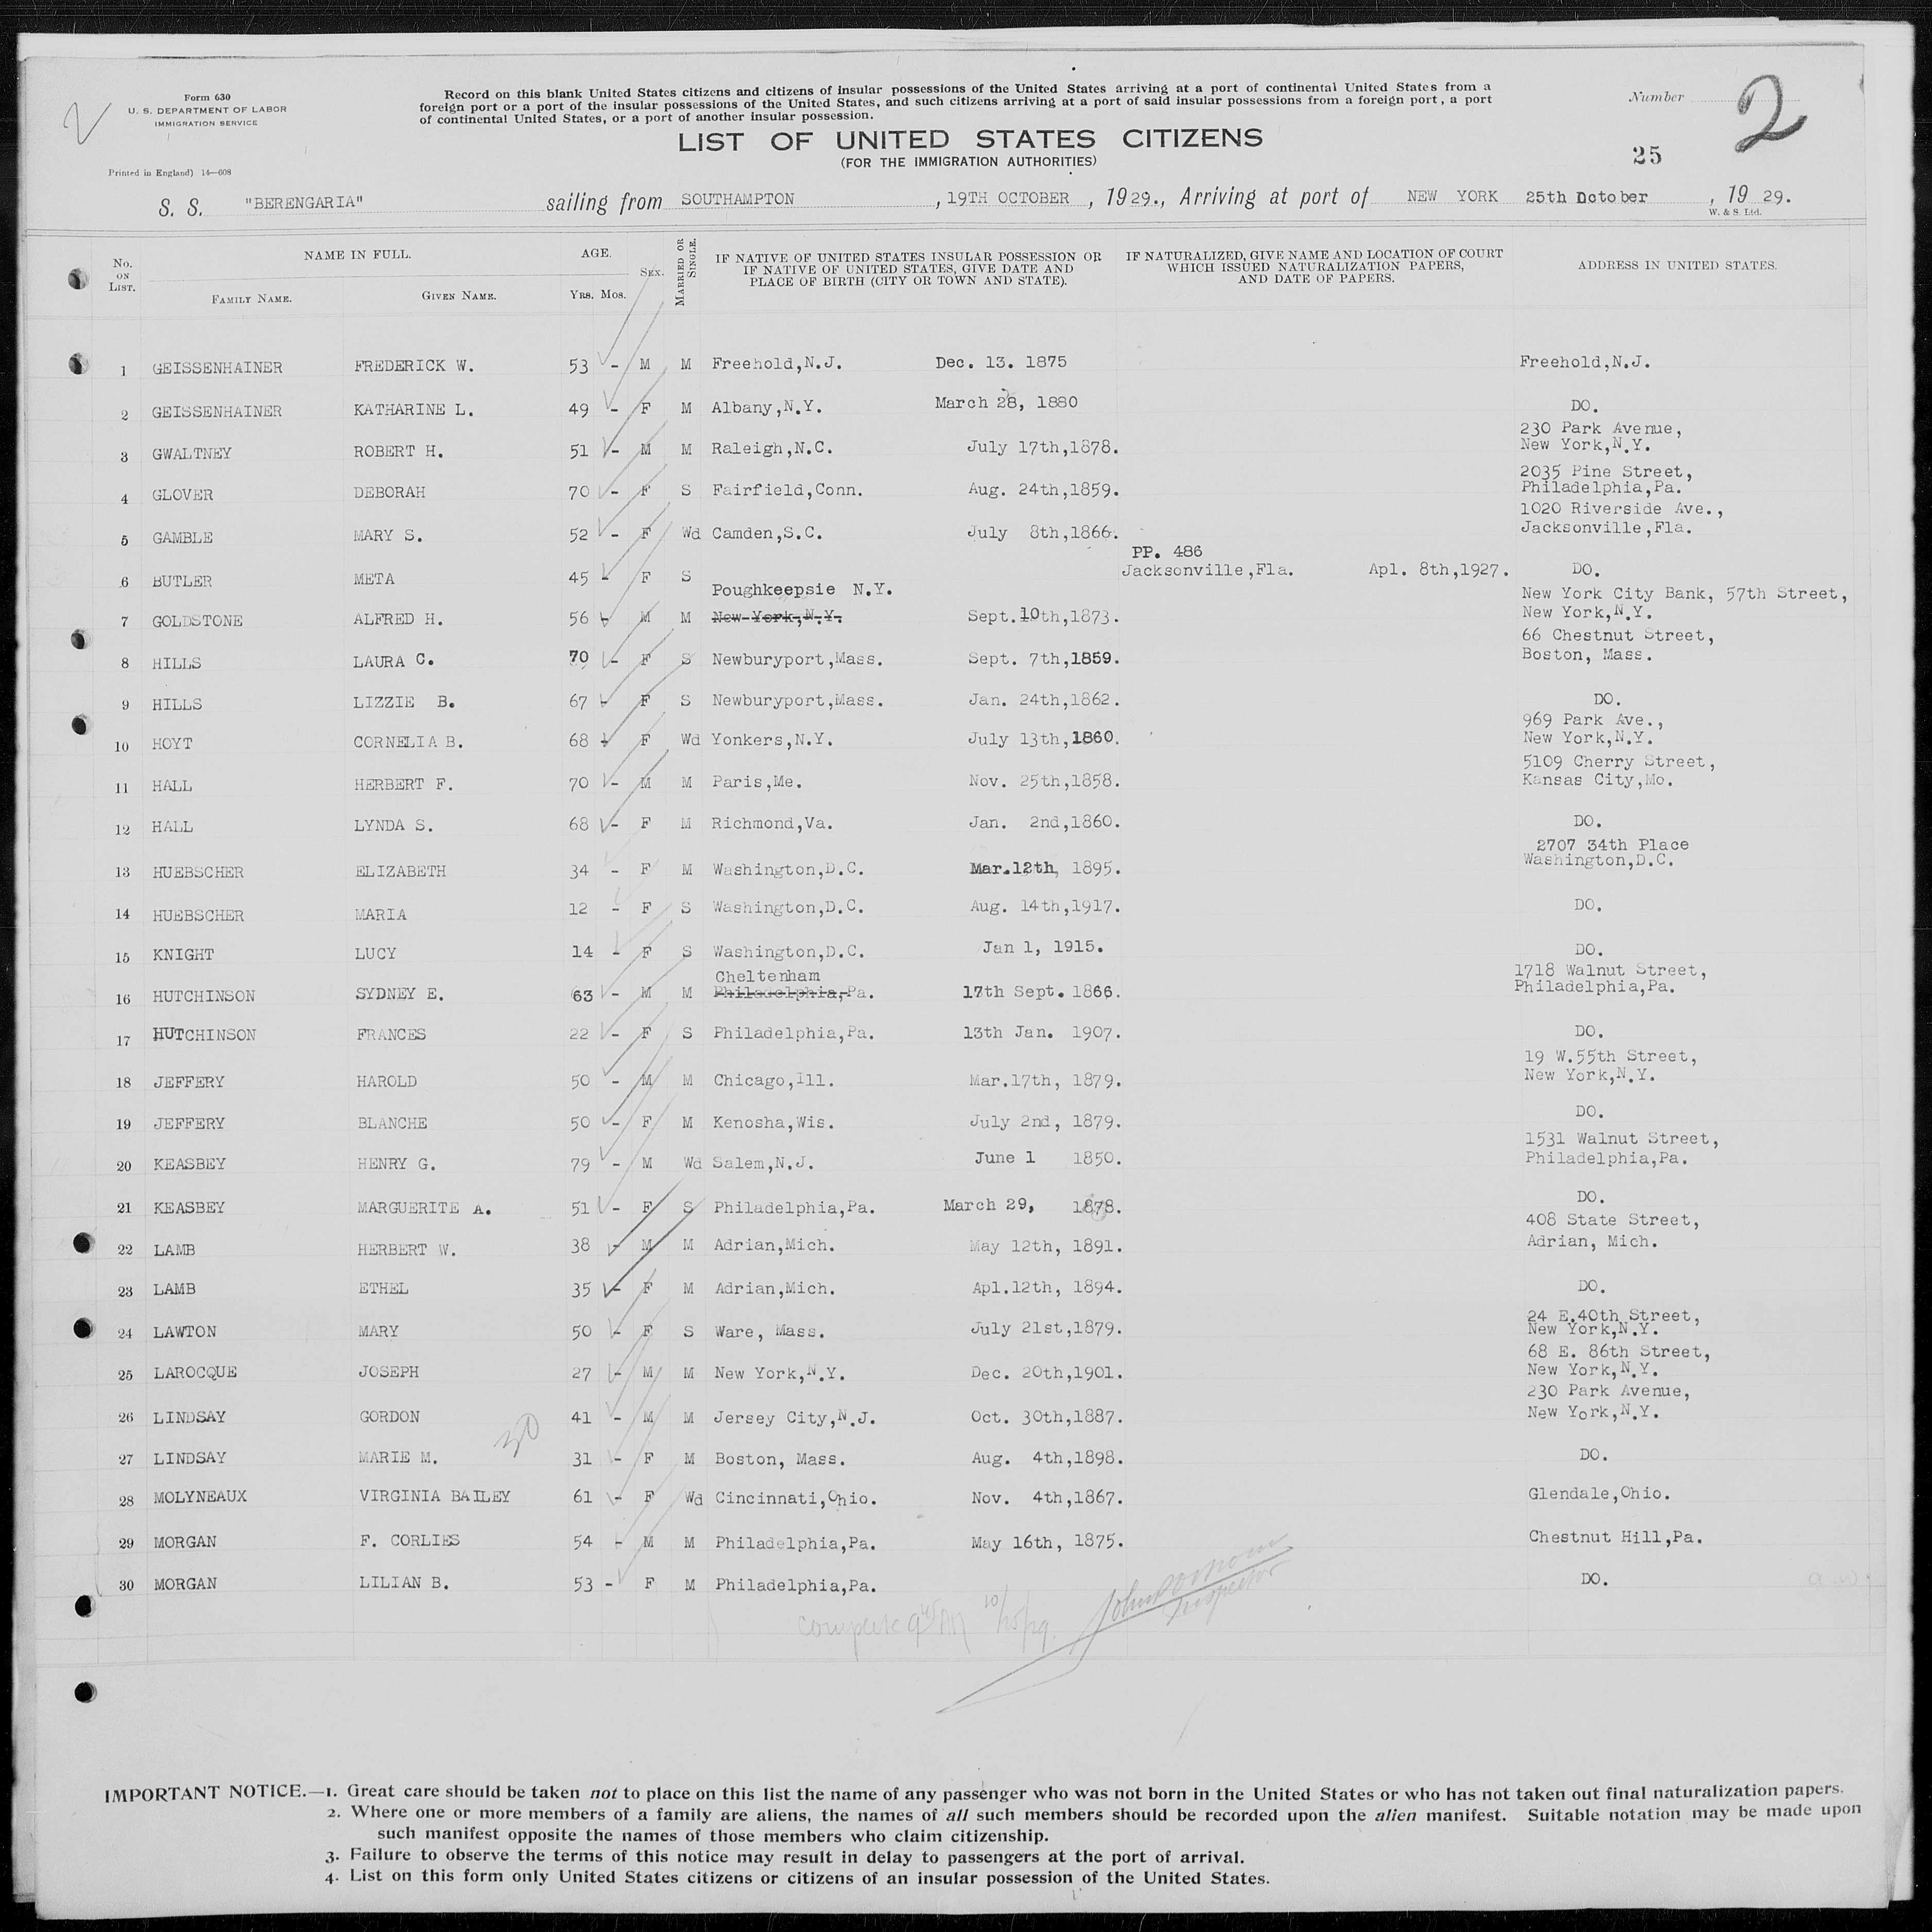 Form 630
U. S. DEPARTMENT OF LABOR
IMMIGRATION SERVICE
Printed in England) 14—608
Record on this blank United States citizens and citizens of insular possessions of the United States arriving at a port of continental United States from a
foreign port or a port of the insular possessions of the United States, and such citizens arriving at a port of said insular possessions from a foreign port, a port
of continental United States, or a port of another insular possession.
LIST OF UNITED STATES CITIZENS
(FOR THE IMMIGRATION AUTHORITIES)
Number 2
25
S. S. "BERENGARIA" sailing from SOUTHAMPTON , 19TH OCTOBER , 1929., Arriving at port of NEW YORK 25th October , 19 29.
W. & S. Ltd.
No. ON LIST. NAME IN FULL. AGE. SEX. MARRIED OR SINGLE. IF NATIVE OF UNITED STATES INSULAR POSSESSION OR IF NATIVE OF UNITED STATES, GIVE DATE AND PLACE OF BIRTH (CITY OR TOWN AND STATE). IF NATURALIZED, GIVE NAME AND LOCATION OF COURT WHICH ISSUED NATURALIZATION PAPERS, AND DATE OF PAPERS. ADDRESS IN UNITED STATES.
FAMILY NAME. GIVEN NAME. YRS. MOS.
1 GEISSENHAINER FREDERICK W. 53 - M M Freehold,N.J. Dec. 13. 1875 Freehold,N.J.
2 GEISSENHAINER KATHARINE L. 49 - F M Albany,N.Y. March 28, 1880 DO.
230 Park Avenue,
3 GWALTNEY ROBERT H. 51 - M M Raleigh,N.C. July 17th,1878. New York,N.Y.
2035 Pine Street,
4 GLOVER DEBORAH 70 - F S Fairfield,Conn. Aug. 24th,1859. Philadelphia,Pa.
1020 Riverside Ave.,
5 GAMBLE MARY S. 52 - F Wd Camden,S.C. July 8th,1866. Jacksonville,Fla.
PP. 486
6 BUTLER META 45 - F S Jacksonville,Fla. Apl. 8th,1927. DO.
Poughkeepsie N.Y. New York City Bank, 57th Street,
7 GOLDSTONE ALFRED H. 56 - M M New York,N.Y. Sept.10th,1873. New York,N.Y.
66 Chestnut Street,
8 HILLS LAURA C. 70 - F S Newburyport,Mass. Sept. 7th,1859. Boston, Mass.
9 HILLS LIZZIE B. 67 - F S Newburyport,Mass. Jan. 24th,1862. DO.
969 Park Ave.,
10 HOYT CORNELIA B. 68 - F Wd Yonkers,N.Y. July 13th,1860. New York,N.Y.
5109 Cherry Street,
11 HALL HERBERT F. 70 - M M Paris,Me. Nov. 25th,1858. Kansas City,Mo.
12 HALL LYNDA S. 68 - F M Richmond,Va. Jan. 2nd,1860. DO.
2707 34th Place
13 HUEBSCHER ELIZABETH 34 - F M Washington,D.C. Mar.12th, 1895. Washington,D.C.
14 HUEBSCHER MARIA 12 - F S Washington,D.C. Aug. 14th,1917. DO.
15 KNIGHT LUCY 14 - F S Washington,D.C. Jan 1, 1915. DO.
Cheltenham 1718 Walnut Street,
16 HUTCHINSON SYDNEY E. 63 - M M Philadelphia,Pa. 17th Sept. 1866. Philadelphia,Pa.
17 HUTCHINSON FRANCES 22 - F S Philadelphia,Pa. 13th Jan. 1907. DO.
19 W.55th Street,
18 JEFFERY HAROLD 50 - M M Chicago,Ill. Mar.17th, 1879. New York,N.Y.
19 JEFFERY BLANCHE 50 - F M Kenosha,Wis. July 2nd, 1879. DO.
1531 Walnut Street,
20 KEASBEY HENRY G. 79 - M Wd Salem,N.J. June 1 1850. Philadelphia,Pa.
21 KEASBEY MARGUERITE A. 51 - F S Philadelphia,Pa. March 29, 1878. DO.
408 State Street,
22 LAMB HERBERT W. 38 - M M Adrian,Mich. May 12th, 1891. Adrian, Mich.
23 LAMB ETHEL 35 - F M Adrian,Mich. Apl.12th, 1894. DO.
24 E.40th Street,
24 LAWTON MARY 50 - F S Ware, Mass. July 21st,1879. New York,N.Y.
68 E. 86th Street,
25 LAROCQUE JOSEPH 27 - M M New York,N.Y. Dec. 20th,1901. New York,N.Y.
230 Park Avenue,
26 LINDSAY GORDON 41 - M M Jersey City,N.J. Oct. 30th,1887. New York,N.Y.
30
27 LINDSAY MARIE M. 31 - F M Boston, Mass. Aug. 4th,1898. DO.
28 MOLYNEAUX VIRGINIA BAILEY 61 - F Wd Cincinnati,Ohio. Nov. 4th,1867. Glendale,Ohio.
29 MORGAN F. CORLIES 54 - M M Philadelphia,Pa. May 16th, 1875. Chestnut Hill,Pa.
30 MORGAN LILIAN B. 53 - F M Philadelphia,Pa. DO.
complete 9 45 AM 10/25/29 John Inspector
IMPORTANT NOTICE.—1. Great care should be taken not to place on this list the name of any passenger who was not born in the United States or who has not taken out final naturalization papers.
2. Where one or more members of a family are aliens, the names of all such members should be recorded upon the alien manifest. Suitable notation may be made upon
such manifest opposite the names of those members who claim citizenship.
3. Failure to observe the terms of this notice may result in delay to passengers at the port of arrival.
4. List on this form only United States citizens or citizens of an insular possession of the United States.